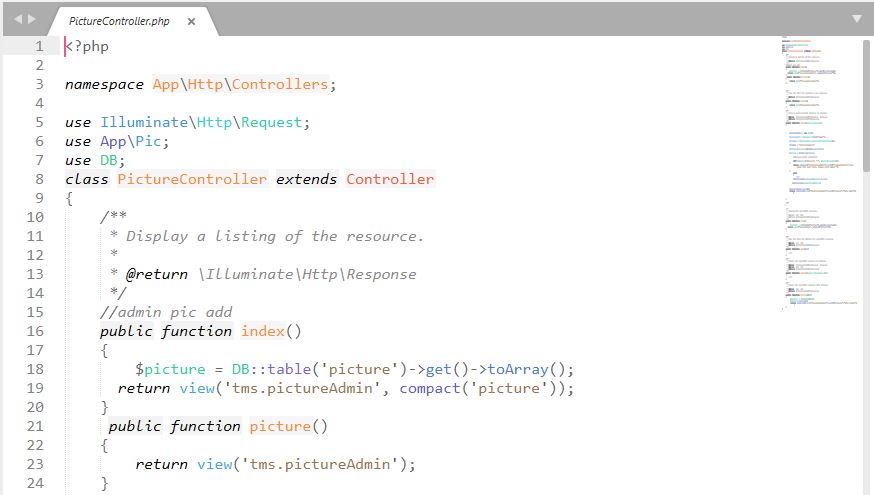 PictureController.php ×
1 <?php
2
3 namespace App\Http\Controllers;
4
5 use Illuminate\Http\Request;
6 use App\Pic;
7 use DB;
8 class PictureController extends Controller
9 {
10     /**
11      * Display a listing of the resource.
12      *
13      * @return \Illuminate\Http\Response
14      */
15     //admin pic add
16     public function index()
17     {
18         $picture = DB::table('picture')->get()->toArray();
19       return view('tms.pictureAdmin', compact('picture'));
20     }
21      public function picture()
22     {
23         return view('tms.pictureAdmin');
24     }